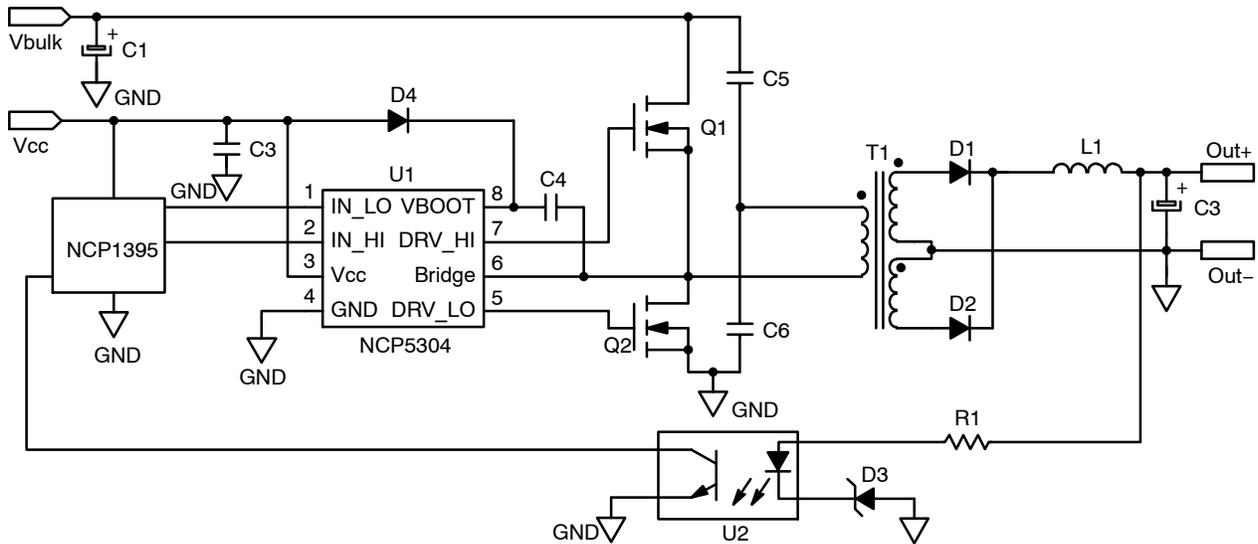 Vbulk
+
C1
GND
Vcc
D4
C3
GND
U1
C4
Q1
C5
1
2
3
4
IN_LO VBOOT
IN_HI DRV_HI
Vcc Bridge
GND DRV_LO
8
7
6
5
NCP1395
GND
GND
NCP5304
Q2
C6
GND
T1
D1
D2
L1
Out+
+
C3
Out−
R1
D3
GND
U2